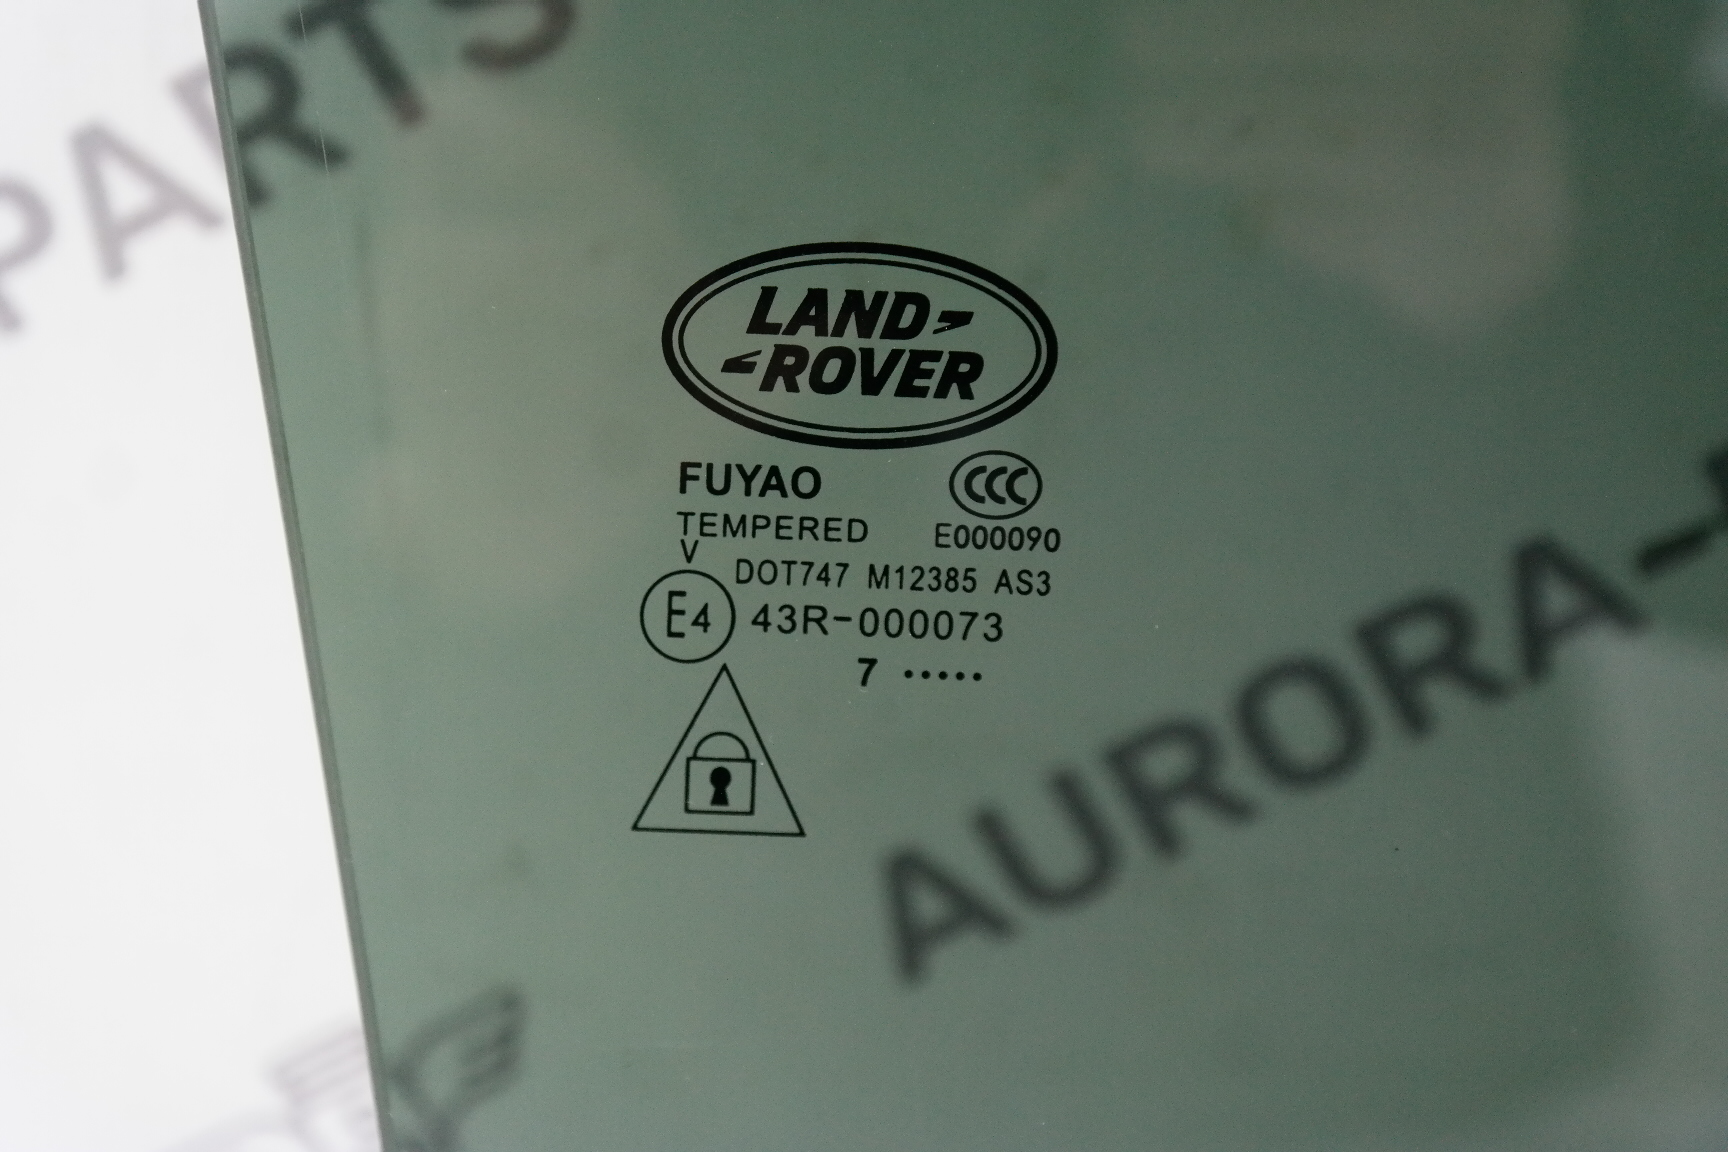 PARTS
LAND
ROVER
FUYAO
CCC
TEMPERED E000090
V
DOT747 M12385 AS3
E4 43R-000073
7 •••••
AURORA-